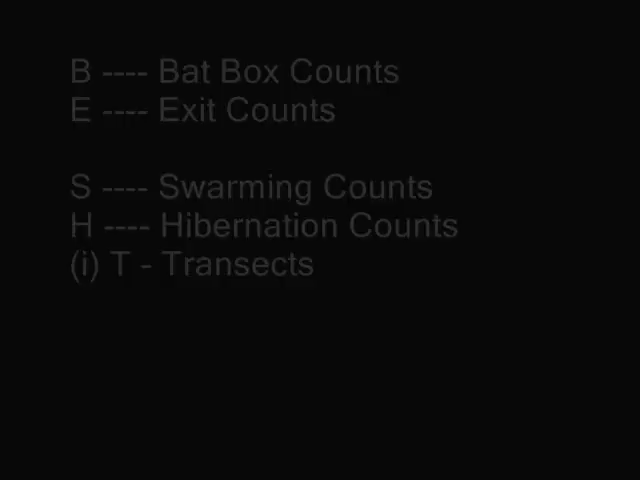 B ---- Bat Box Counts
E ---- Exit Counts
S ---- Swarming Counts
H ---- Hibernation Counts
(i) T - Transects